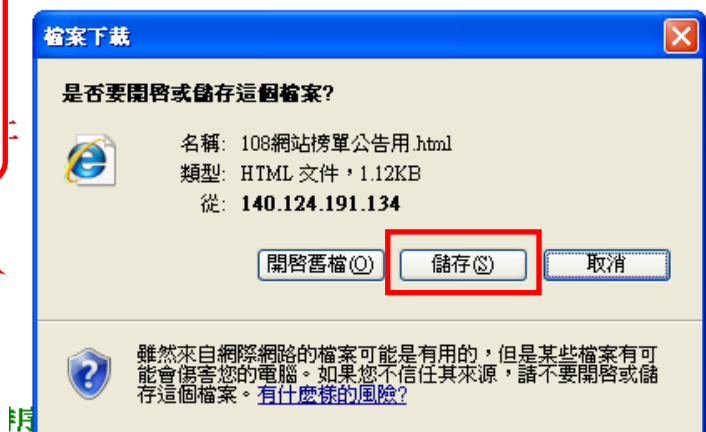 檔案下載
是否要開啓或儲存這個檔案?
名稱: 108網站榜單公告用.html
類型: HTML 文件，1.12KB
從: 140.124.191.134
開啓舊檔(O) 儲存(S) 取消
雖然來自網際網路的檔案可能是有用的，但是某些檔案有可
能會傷害您的電腦。如果您不信任其來源，請不要開啓或儲
存這個檔案。有什麼樣的風險?